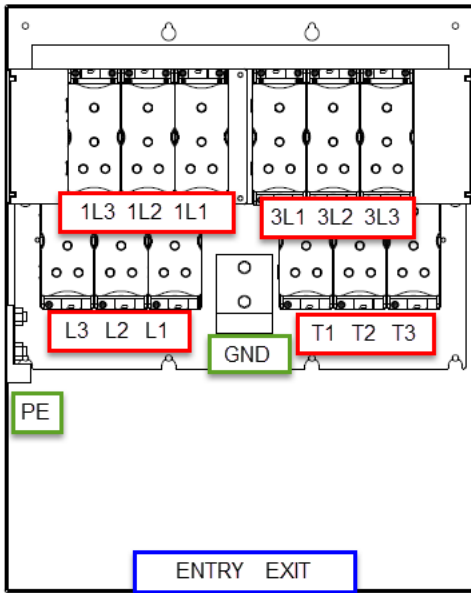 1L3 1L2 1L1
3L1 3L2 3L3
L3 L2 L1
T1 T2 T3
GND
PE
ENTRY EXIT